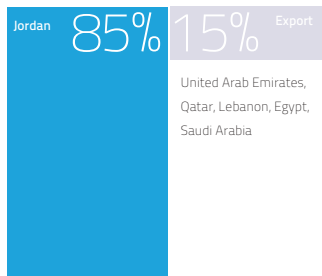 Jordan 85% 15% Export
United Arab Emirates,
Qatar, Lebanon, Egypt,
Saudi Arabia